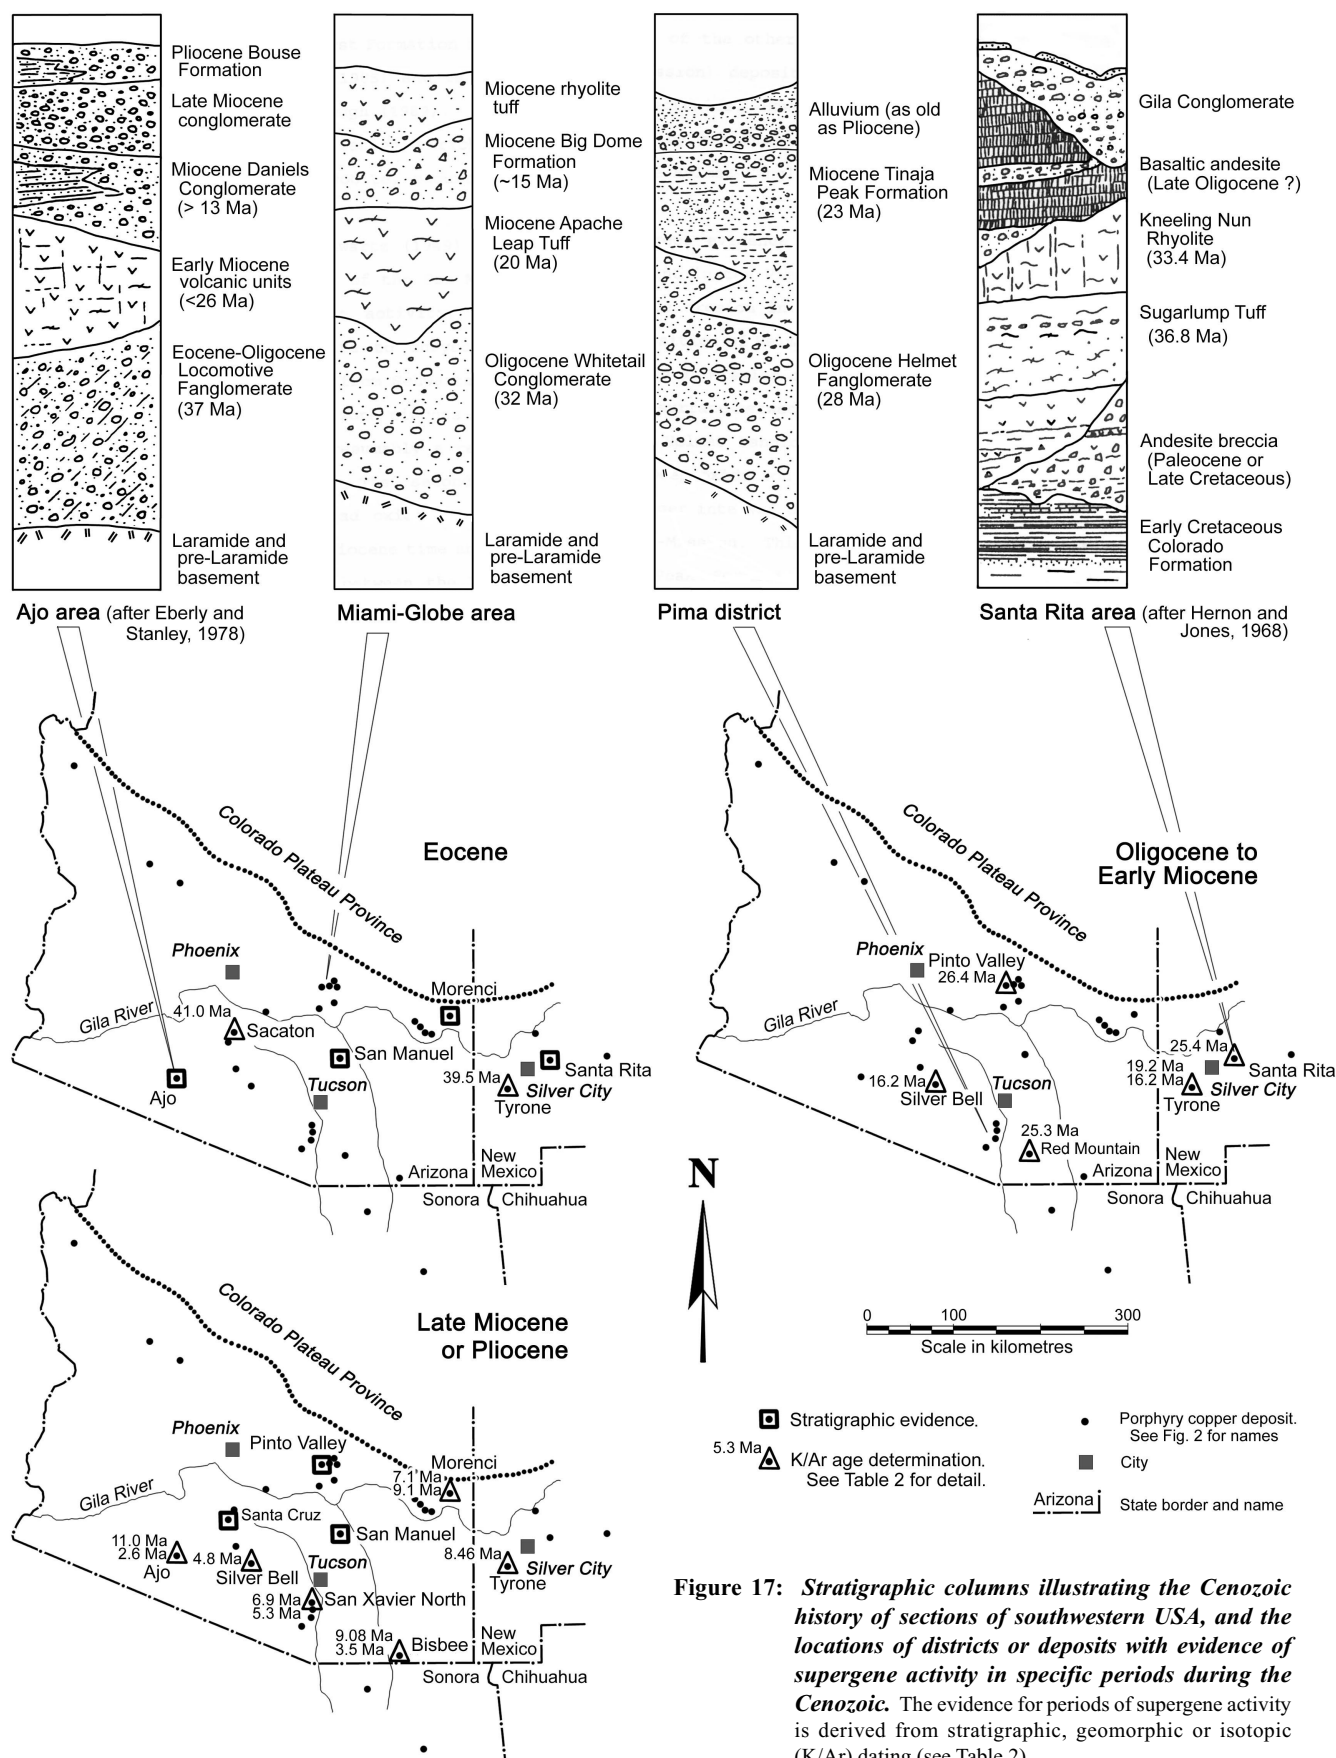 Pliocene Bouse
Formation
Late Miocene
conglomerate
Miocene Daniels
Conglomerate
(> 13 Ma)
Early Miocene
volcanic units
(<26 Ma)
Eocene-Oligocene
Locomotive
Fanglomerate
(37 Ma)
Laramide and
pre-Laramide
basement
Ajo area (after Eberly and
Stanley, 1978)
Miocene rhyolite
tuff
Miocene Big Dome
Formation
(~15 Ma)
Miocene Apache
Leap Tuff
(20 Ma)
Oligocene Whitetail
Conglomerate
(32 Ma)
Laramide and
pre-Laramide
basement
Miami-Globe area
Alluvium (as old
as Pliocene)
Miocene Tinaja
Peak Formation
(23 Ma)
Oligocene Helmet
Fanglomerate
(28 Ma)
Laramide and
pre-Laramide
basement
Pima district
Gila Conglomerate
Basaltic andesite
(Late Oligocene ?)
Kneeling Nun
Rhyolite
(33.4 Ma)
Sugarlump Tuff
(36.8 Ma)
Andesite breccia
(Paleocene or
Late Cretaceous)
Early Cretaceous
Colorado
Formation
Santa Rita area (after Hernon and
Jones, 1968)
Colorado Plateau Province
Eocene
Phoenix
Morenci
Gila River
41.0 Ma
Sacaton
San Manuel
Santa Rita
39.5 Ma
Silver City
Tucson
Ajo
Tyrone
New
Mexico
Arizona
Sonora
Chihuahua
Colorado Plateau Province
Oligocene to
Early Miocene
Phoenix
Pinto Valley
26.4 Ma
Gila River
25.4 Ma
Santa Rita
19.2 Ma
16.2 Ma
Silver City
Tyrone
16.2 Ma
Silver Bell
Tucson
25.3 Ma
Red Mountain
New
Mexico
Arizona
Sonora
Chihuahua
N
0 100 300
Scale in kilometres
Colorado Plateau Province
Late Miocene
or Pliocene
Phoenix
Pinto Valley
Morenci
7.1 Ma
9.1 Ma
Gila River
Santa Cruz
San Manuel
11.0 Ma
2.6 Ma
Ajo
4.8 Ma
Silver Bell
Tucson
8.46 Ma
Silver City
Tyrone
6.9 Ma
5.3 Ma
San Xavier North
9.08 Ma
3.5 Ma
Bisbee
New
Mexico
Sonora
Chihuahua
Stratigraphic evidence.
5.3 Ma
K/Ar age determination.
See Table 2 for detail.
Porphyry copper deposit.
See Fig. 2 for names
City
Arizona
State border and name
Figure 17: Stratigraphic columns illustrating the Cenozoic
history of sections of southwestern USA, and the
locations of districts or deposits with evidence of
supergene activity in specific periods during the
Cenozoic. The evidence for periods of supergene activity
is derived from stratigraphic, geomorphic or isotopic
(K/Ar) dating (see Table 2)